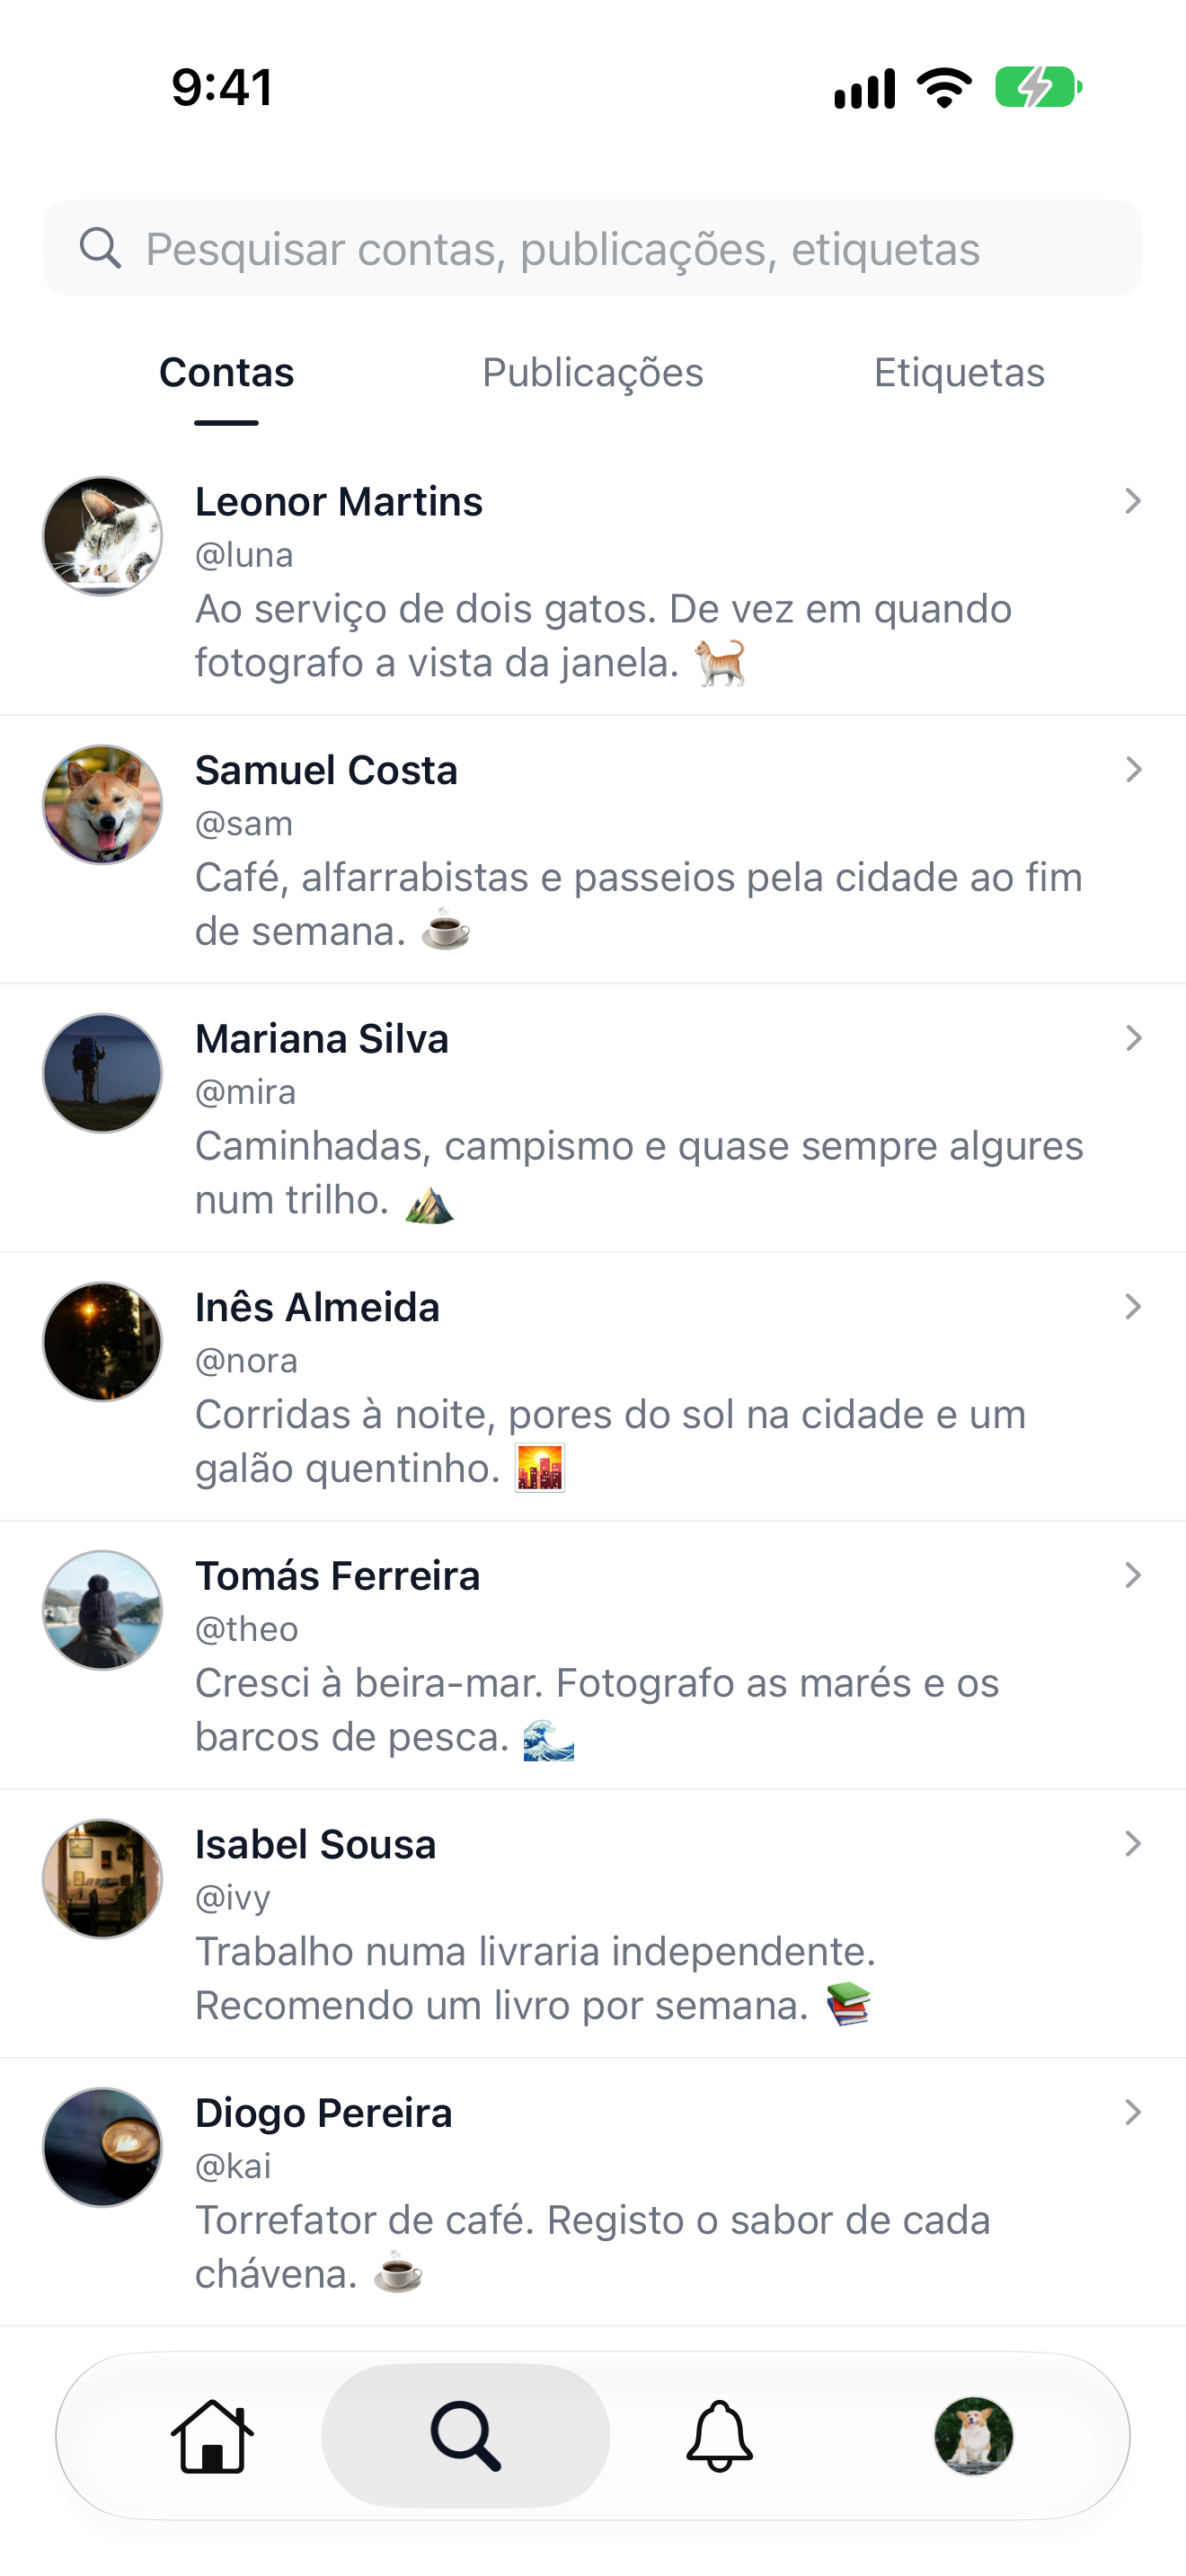 9:41
Pesquisar contas, publicações, etiquetas
Contas
Publicações
Etiquetas
Leonor Martins
@luna
Ao serviço de dois gatos. De vez em quando
fotografo a vista da janela. 🐈
Samuel Costa
@sam
Café, alfarrabistas e passeios pela cidade ao fim
de semana. ☕
Mariana Silva
@mira
Caminhadas, campismo e quase sempre algures
num trilho. ⛰️
Inês Almeida
@nora
Corridas à noite, pores do sol na cidade e um
galão quentinho. 🌇
Tomás Ferreira
@theo
Cresci à beira-mar. Fotografo as marés e os
barcos de pesca. 🌊
Isabel Sousa
@ivy
Trabalho numa livraria independente.
Recomendo um livro por semana. 📚
Diogo Pereira
@kai
Torrefator de café. Registo o sabor de cada
chávena. ☕